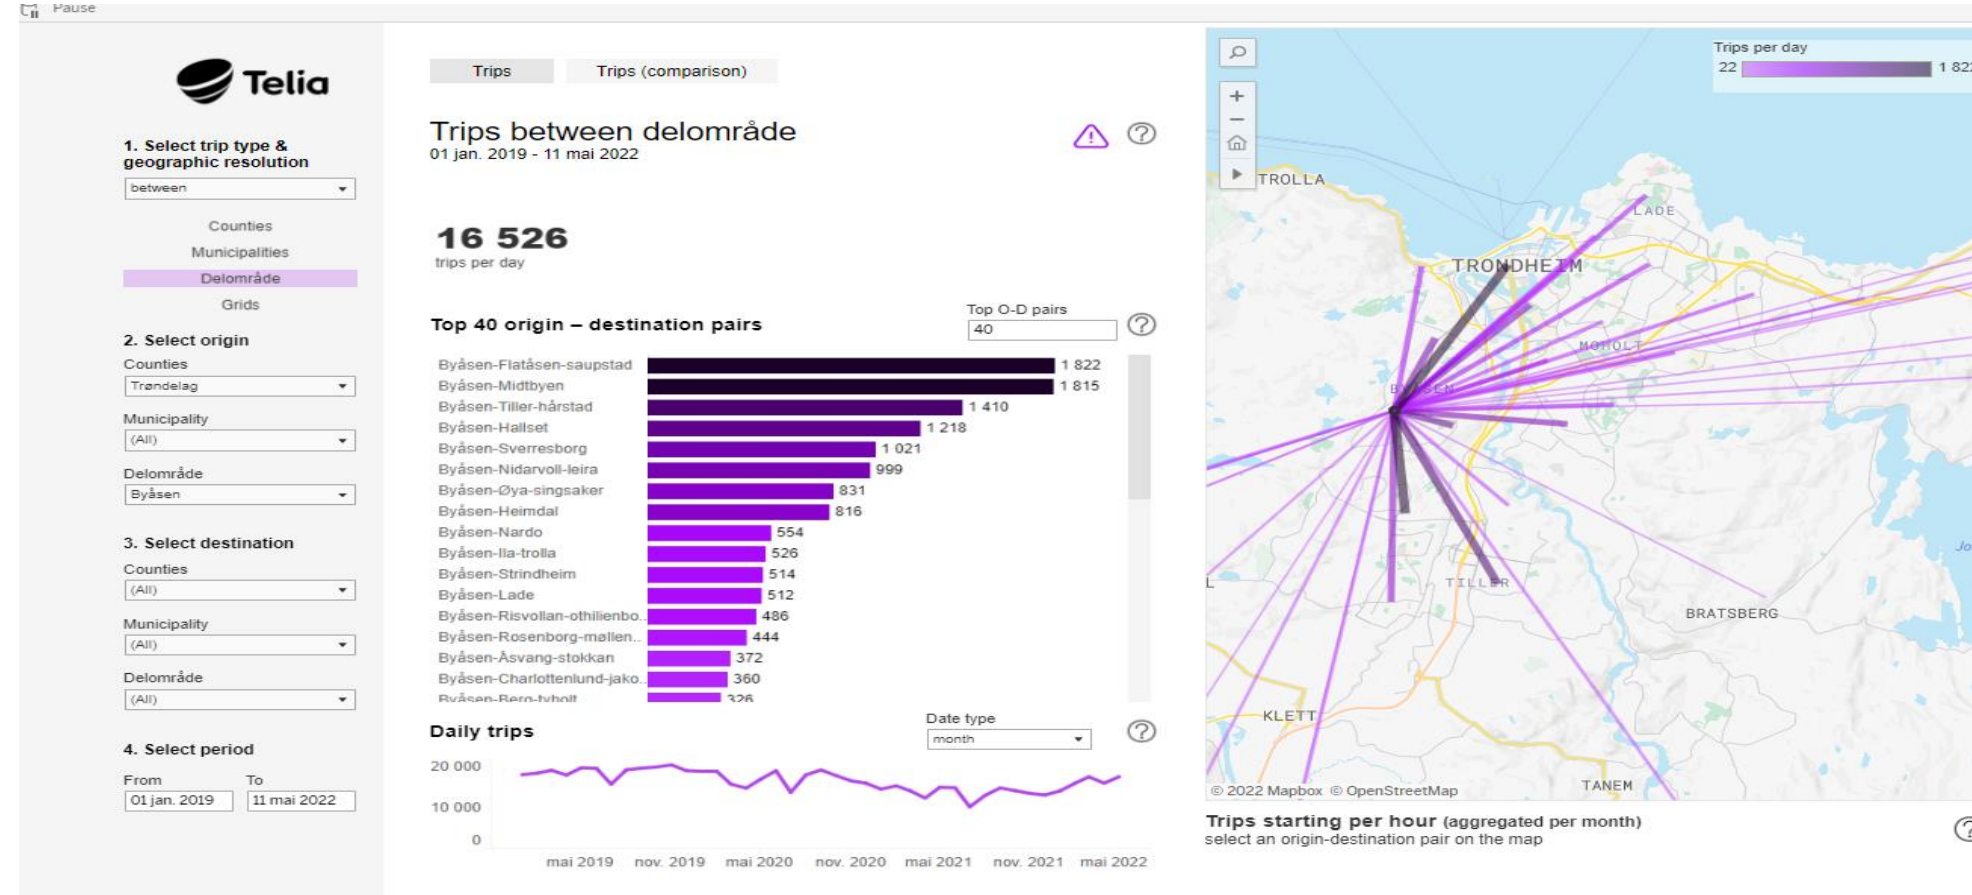 Pause
Telia
1. Select trip type &
geographic resolution
between
Counties
Municipalities
Delområde
Grids
2. Select origin
Counties
Trøndelag
Municipality
(All)
Delområde
Byåsen
3. Select destination
Counties
(All)
Municipality
(All)
Delområde
(All)
4. Select period
From To
01 jan. 2019 11 mai 2022
Trips Trips (comparison)
Trips between delområde
01 jan. 2019 - 11 mai 2022
16 526
trips per day
Top 40 origin – destination pairs
Top O-D pairs
40
Byåsen-Flatåsen-saupstad 1 822
Byåsen-Midtbyen 1 815
Byåsen-Tiller-hårstad 1 410
Byåsen-Hallset 1 218
Byåsen-Sverresborg 1 021
Byåsen-Nidarvoll-leira 999
Byåsen-Øya-singsaker 831
Byåsen-Heimdal 816
Byåsen-Nardo 554
Byåsen-Ila-trolla 526
Byåsen-Strindheim 514
Byåsen-Lade 512
Byåsen-Risvollan-othilienbo.. 486
Byåsen-Rosenborg-møllen.. 444
Byåsen-Åsvang-stokkan 372
Byåsen-Charlottenlund-jako.. 360
Byåsen-Berg-tyholt 326
Daily trips
Date type
month
20 000
10 000
0
mai 2019 nov. 2019 mai 2020 nov. 2020 mai 2021 nov. 2021 mai 2022
Trips per day
22 1 822
TROLLA
LADE
TRONDHEIM
MOHOLT
BYÅSEN
TILLER
BRATSBERG
KLETT
TANEM
Jo
L
© 2022 Mapbox © OpenStreetMap
Trips starting per hour (aggregated per month)
select an origin-destination pair on the map